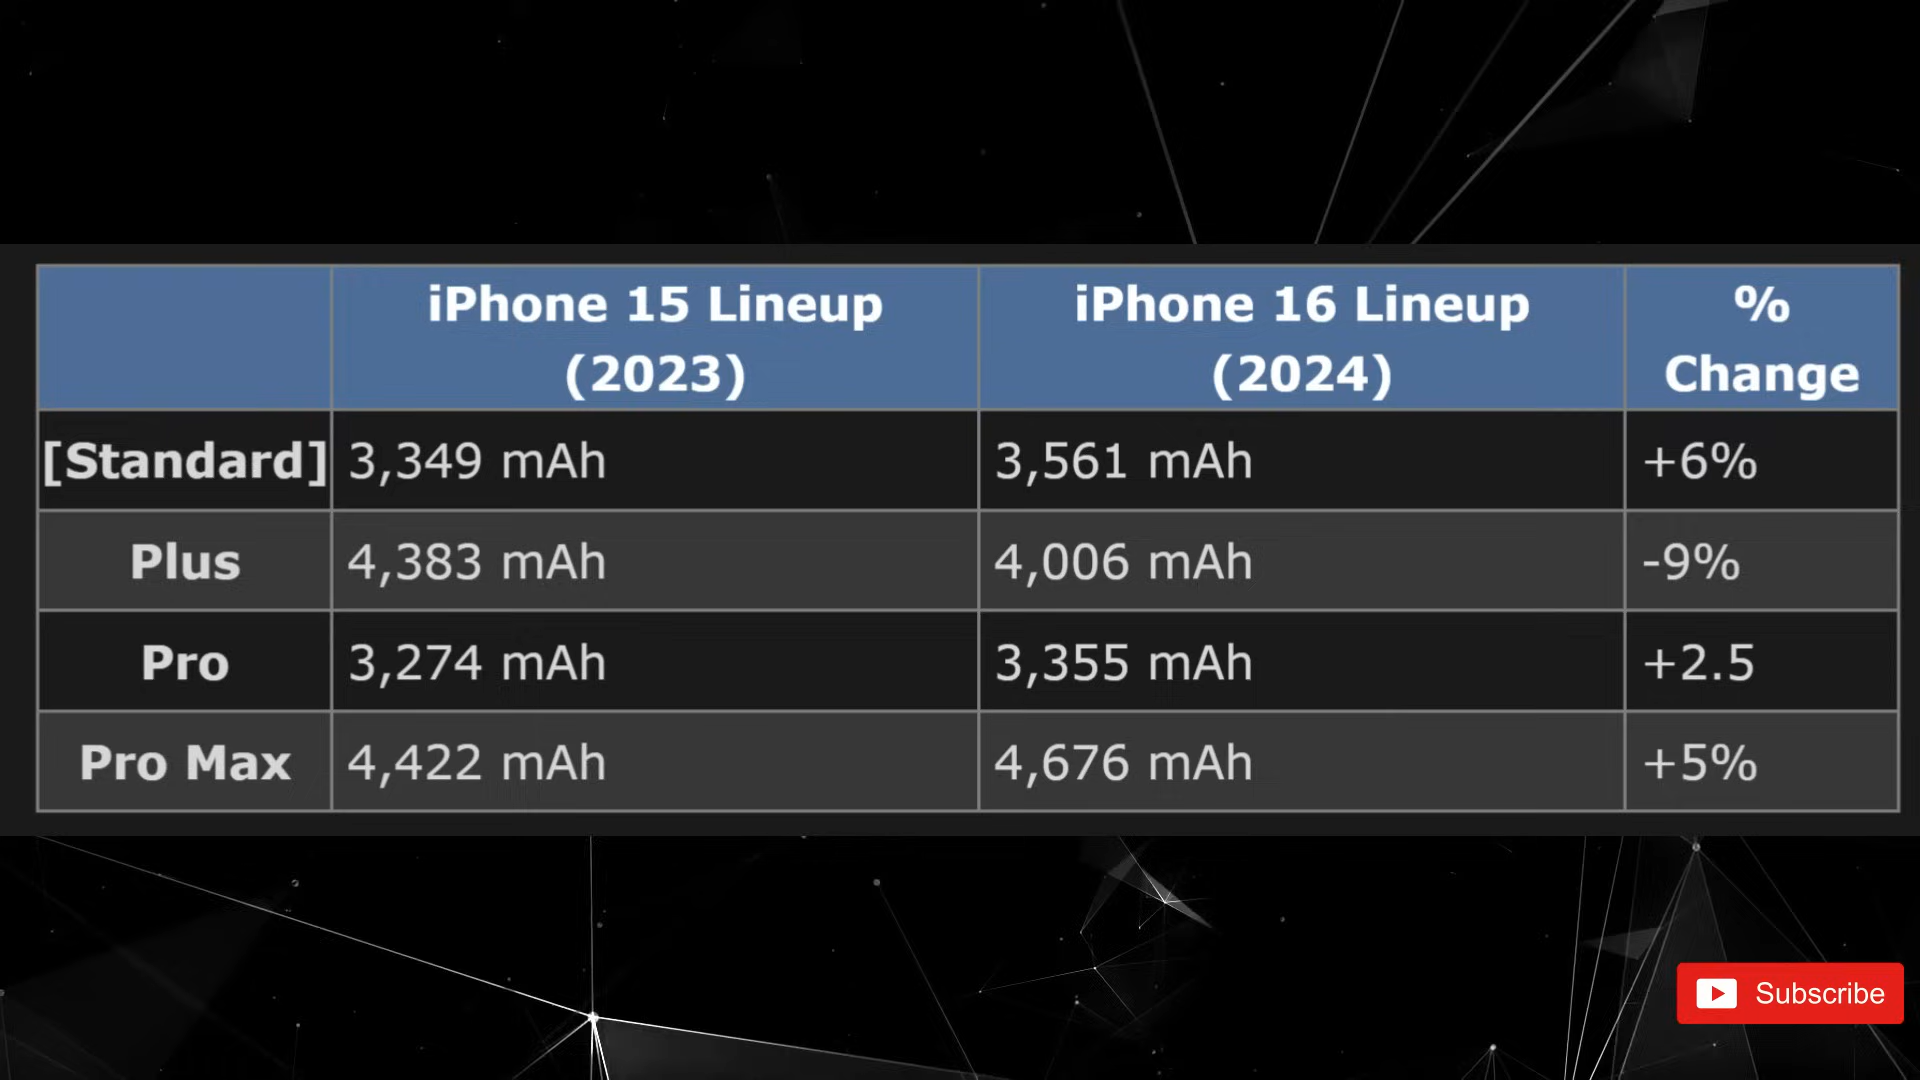 iPhone 15 Lineup (2023) iPhone 16 Lineup (2024) % Change
[Standard] 3,349 mAh 3,561 mAh +6%
Plus 4,383 mAh 4,006 mAh -9%
Pro 3,274 mAh 3,355 mAh +2.5
Pro Max 4,422 mAh 4,676 mAh +5%
Subscribe